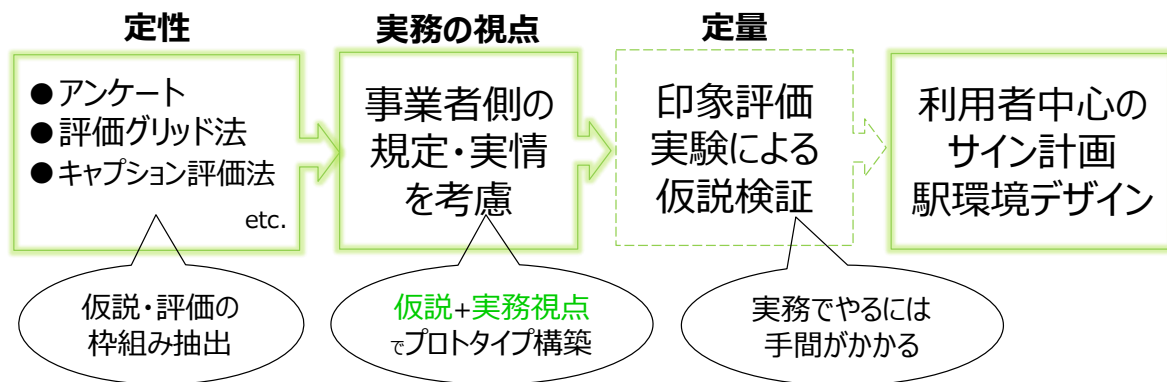 定性
●アンケート
●評価グリッド法
●キャプション評価法
etc.
仮説・評価の
枠組み抽出
実務の視点
事業者側の
規定・実情
を考慮
仮説+実務視点
でプロトタイプ構築
定量
印象評価
実験による
仮説検証
実務でやるには
手間がかかる
利用者中心の
サイン計画
駅環境デザイン